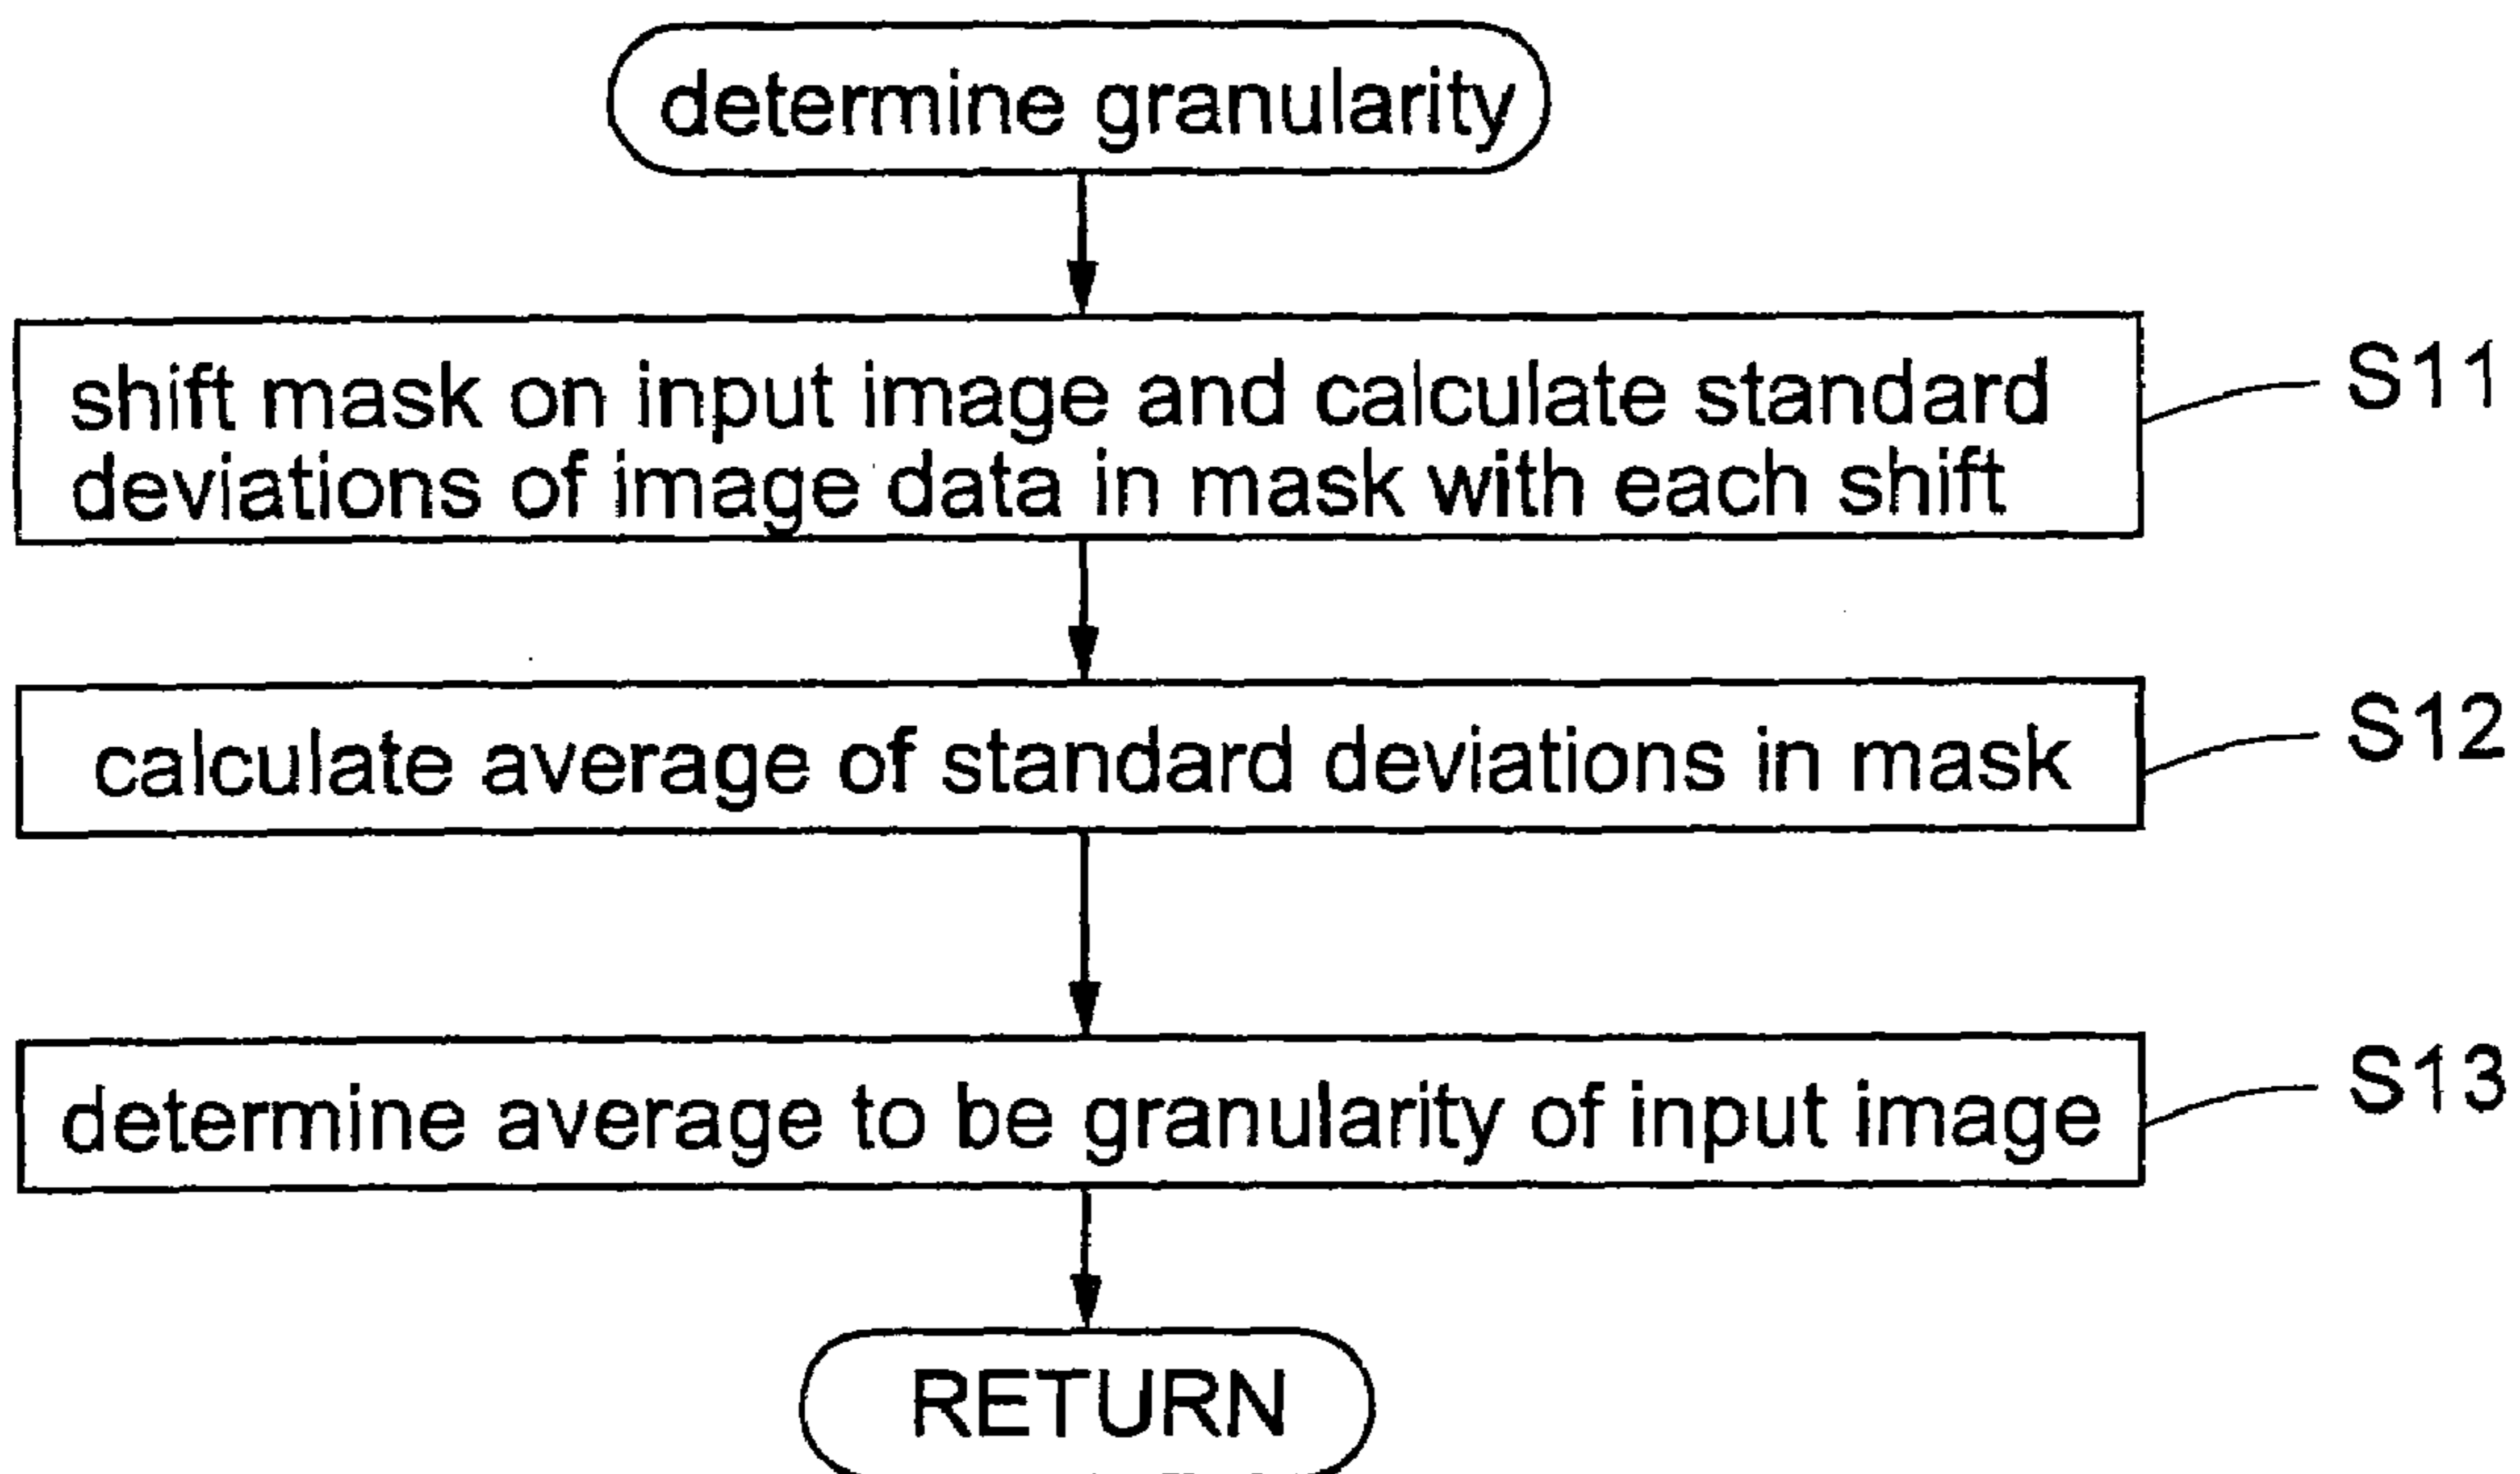 determine granularity
shift mask on input image and calculate standard
deviations of image data in mask with each shift
S11
calculate average of standard deviations in mask
S12
determine average to be granularity of input image
S13
RETURN